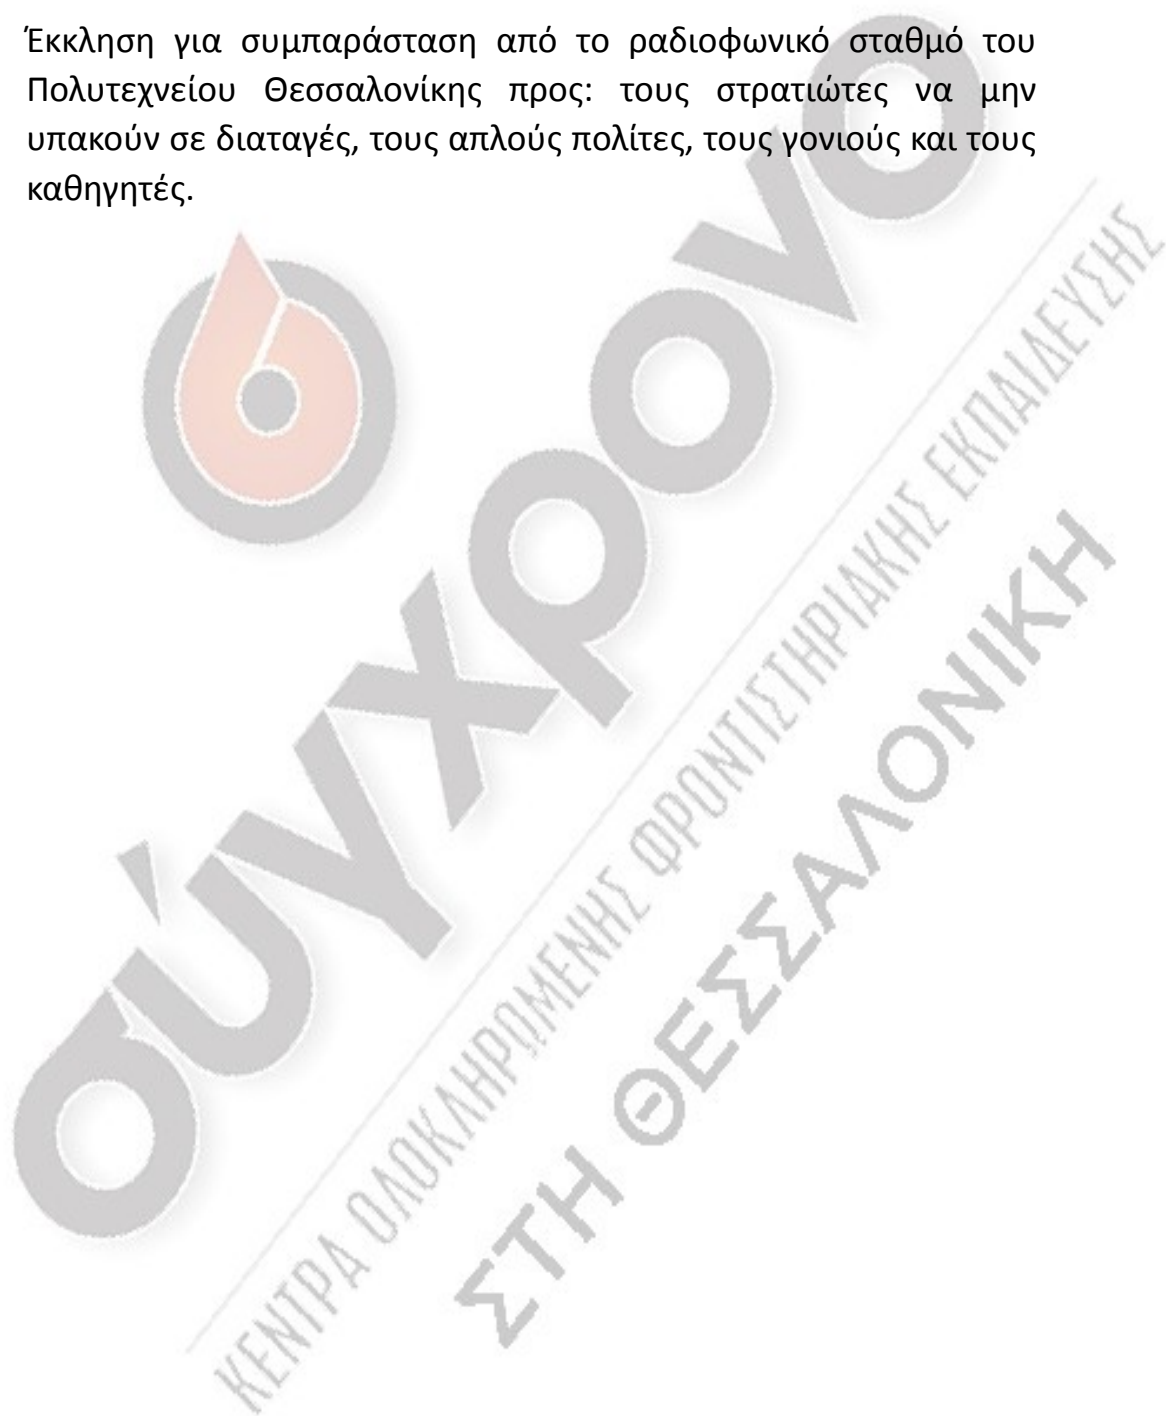 Έκκληση για συμπαράσταση από το ραδιοφωνικό σταθμό του
Πολυτεχνείου Θεσσαλονίκης προς: τους στρατιώτες να μην
υπακούν σε διαταγές, τους απλούς πολίτες, τους γονιούς και τους
καθηγητές.
σύγχρονο
ΚΕΝΤΡΑ ΟΛΟΚΛΗΡΩΜΕΝΗΣ ΦΡΟΝΤΙΣΤΗΡΙΑΚΗΣ ΕΚΠΑΙΔΕΥΣΗΣ
ΣΤΗ ΘΕΣΣΑΛΟΝΙΚΗ